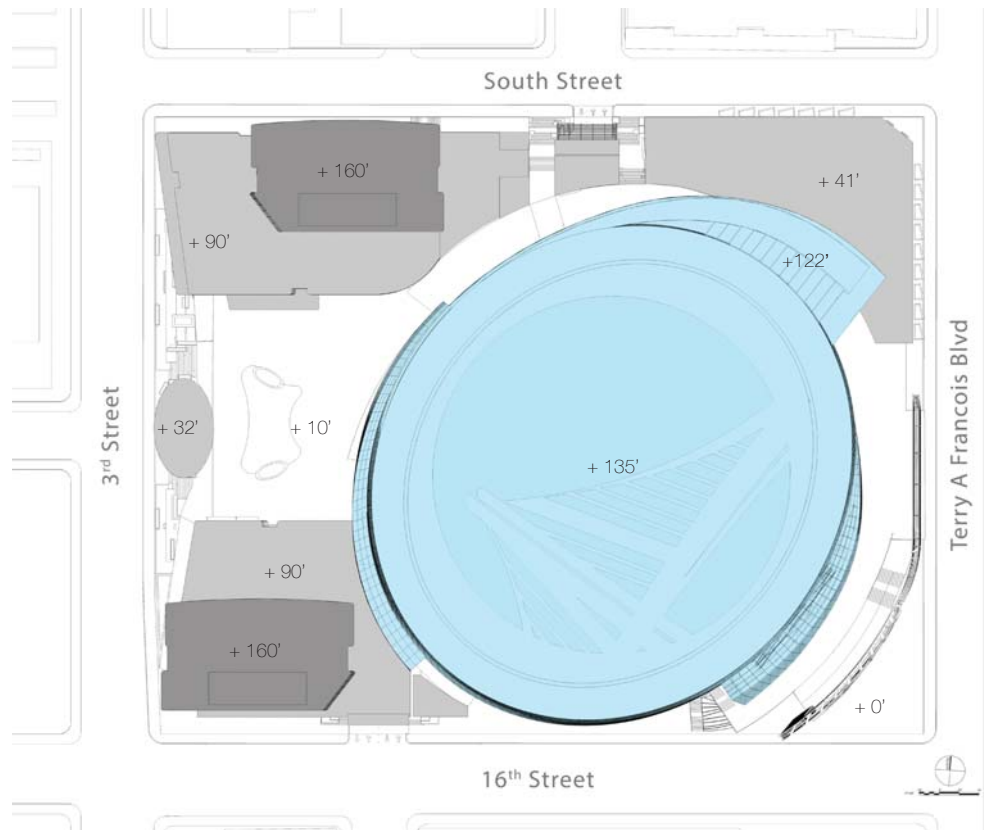 South Street
+ 160'
+ 41'
+ 90'
+122'
3rd Street
Terry A Francois Blvd
+ 32'
+ 10'
+ 135'
+ 90'
+ 160'
+ 0'
16th Street